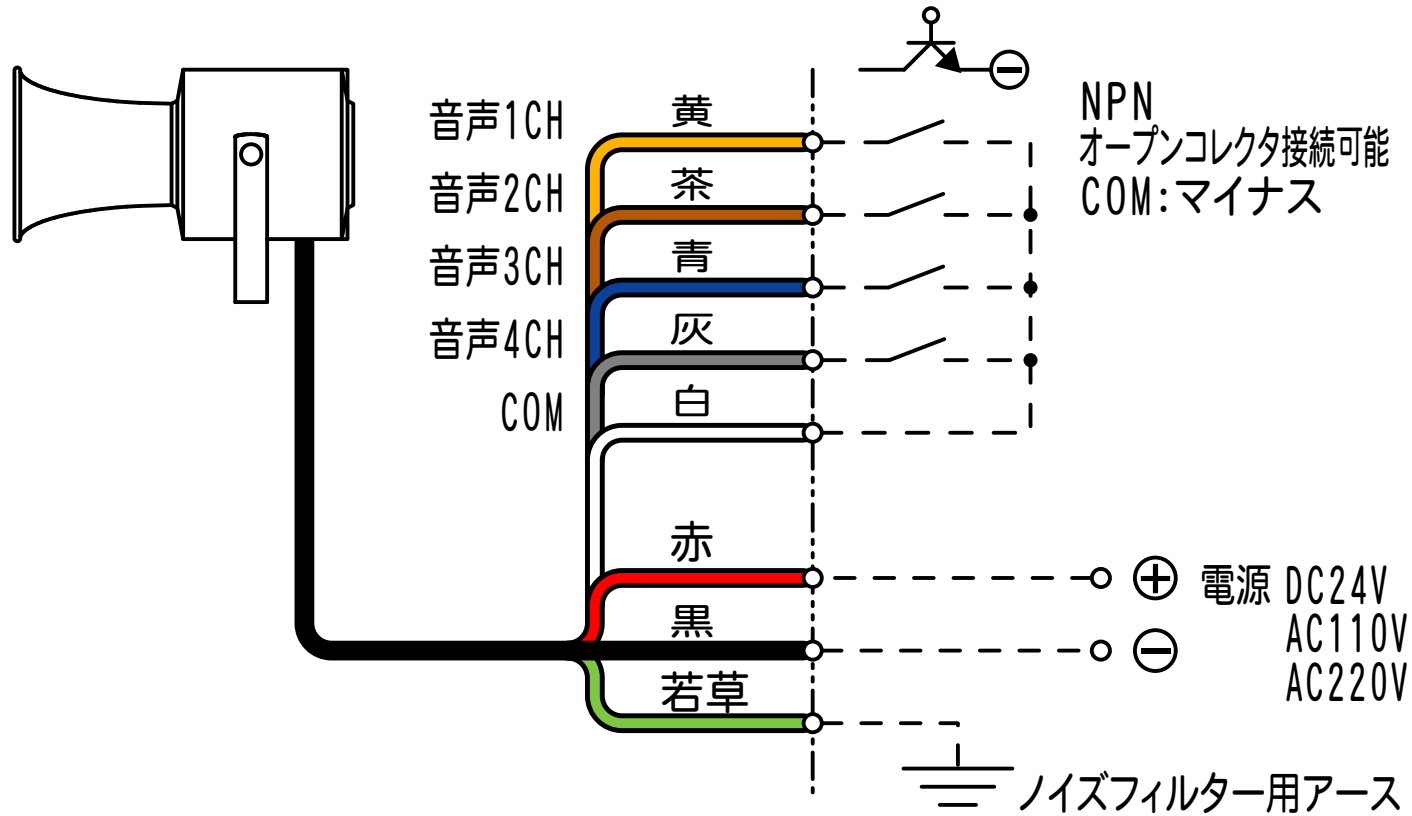 音声1CH 黄
音声2CH 茶
音声3CH 青
音声4CH 灰
COM 白
NPN
オープンコレクタ接続可能
COM:マイナス
赤
黒
若草
電源 DC24V
AC110V
AC220V
ノイズフィルター用アース